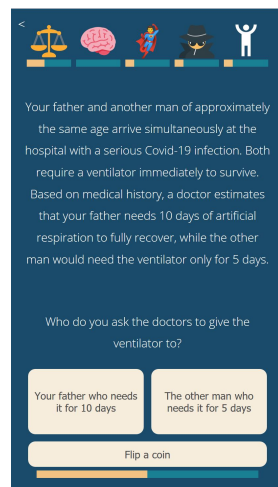 <
Your father and another man of approximately
the same age arrive simultaneously at the
hospital with a serious Covid-19 infection. Both
require a ventilator immediately to survive.
Based on medical history, a doctor estimates
that your father needs 10 days of artificial
respiration to fully recover, while the other
man would need the ventilator only for 5 days.
Who do you ask the doctors to give the
ventilator to?
Your father who needs
it for 10 days
The other man who
needs it for 5 days
Flip a coin